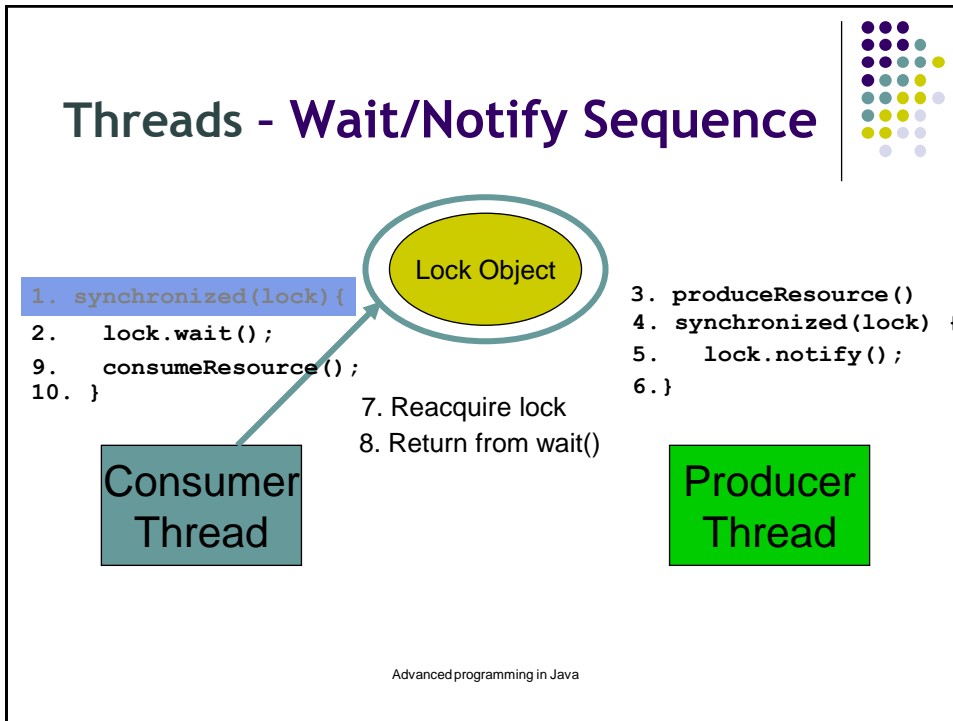 Threads - Wait/Notify Sequence
Lock Object
1. synchronized(lock){
2. lock.wait();
9. consumeResource();
10. }
3. produceResource()
4. synchronized(lock) {
5. lock.notify();
6.}
7. Reacquire lock
8. Return from wait()
Consumer
Thread
Producer
Thread
Advanced programming in Java